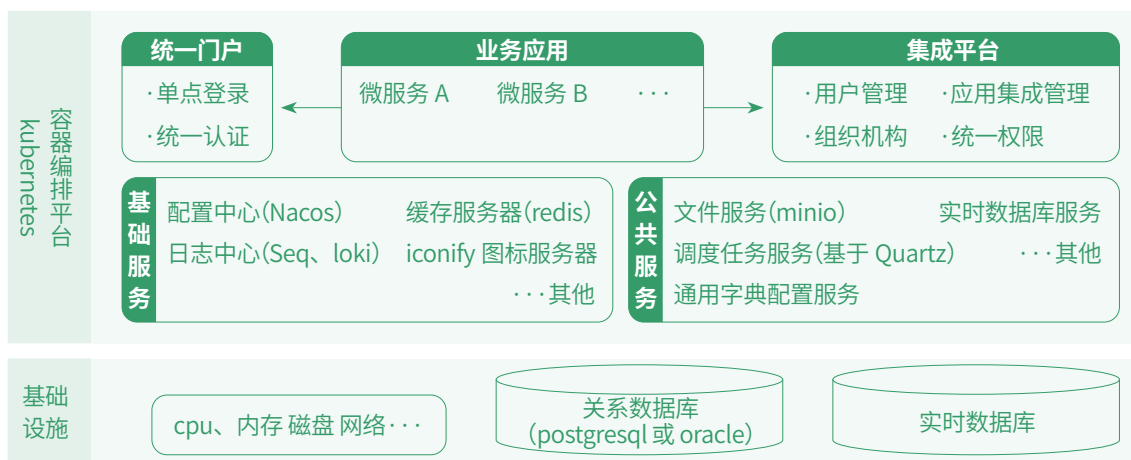 容器编排平台
kubernetes
统一门户
·单点登录
·统一认证
业务应用
微服务 A 微服务 B ···
集成平台
·用户管理 ·应用集成管理
·组织机构 ·统一权限
基础服务
配置中心(Nacos) 缓存服务器(redis)
日志中心(Seq、loki) iconify 图标服务器
···其他
公共服务
文件服务(minio) 实时数据库服务
调度任务服务(基于 Quartz) ···其他
通用字典配置服务
基础
设施
cpu、内存 磁盘 网络···
关系数据库
(postgresql 或 oracle)
实时数据库